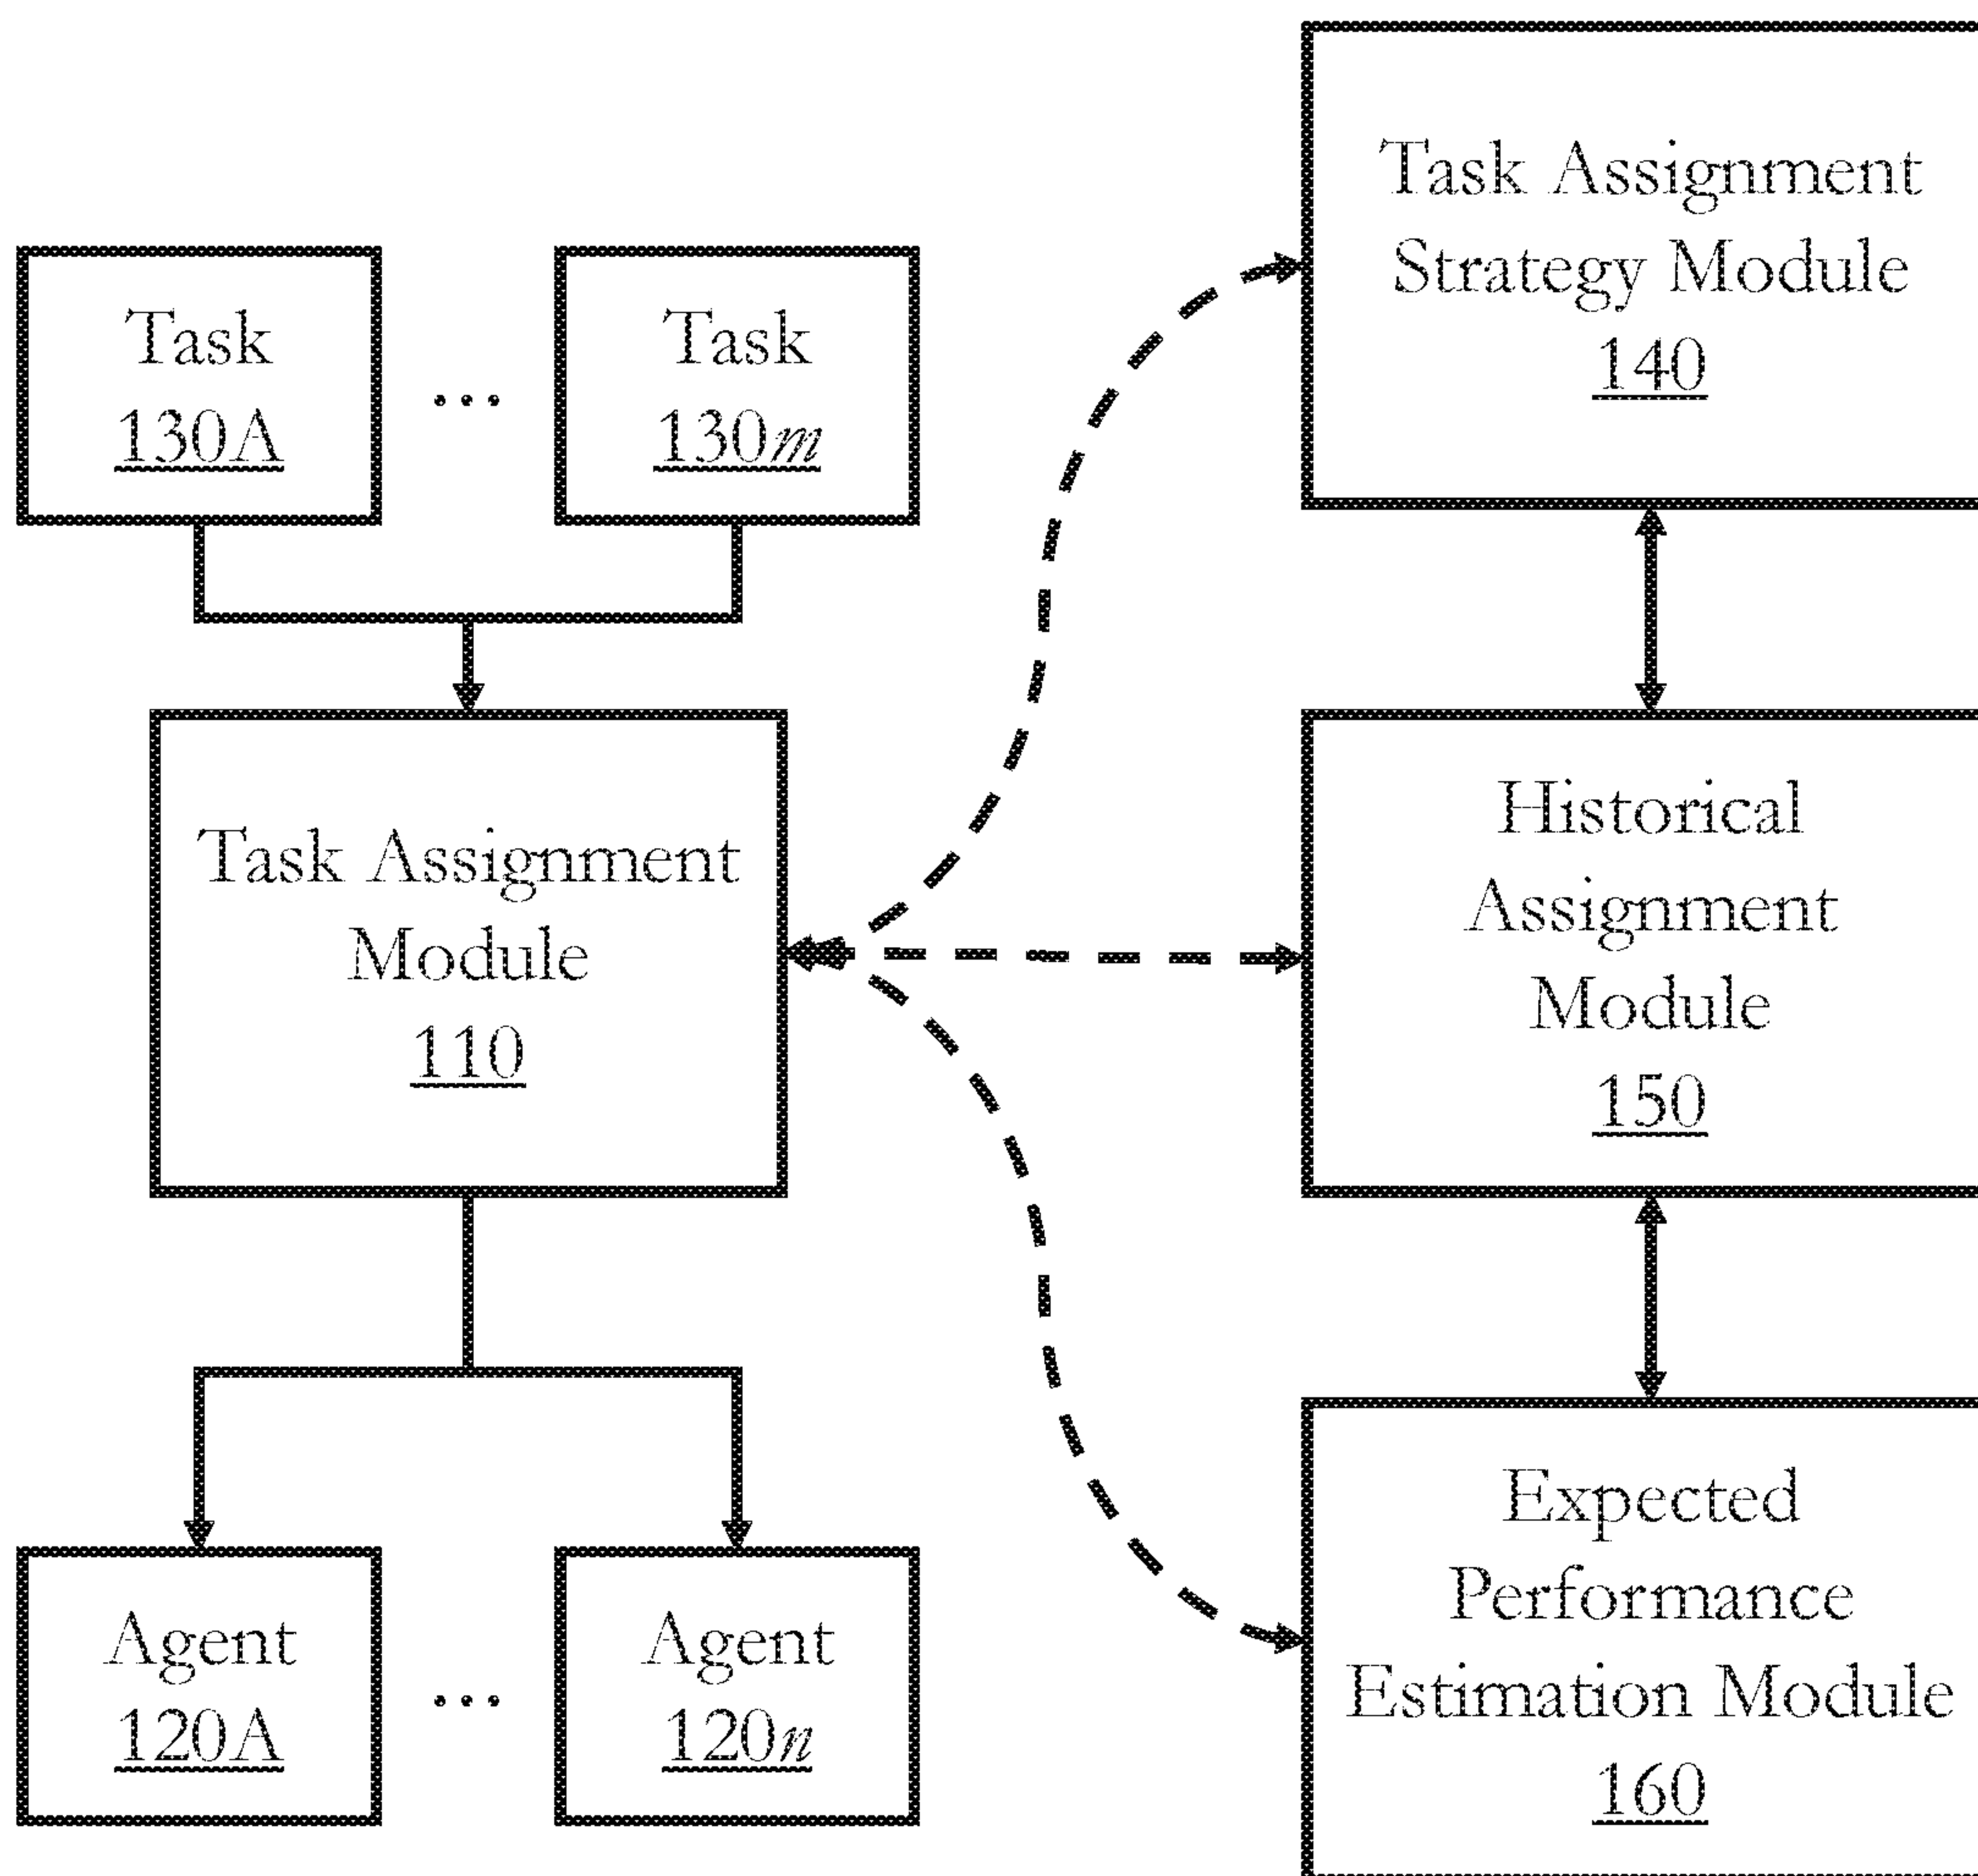 Task Assignment
Strategy Module
140
Task
130A
...
Task
130m
Task Assignment
Module
110
Historical
Assignment
Module
150
Agent
120A
...
Agent
120n
Expected
Performance
Estimation Module
160